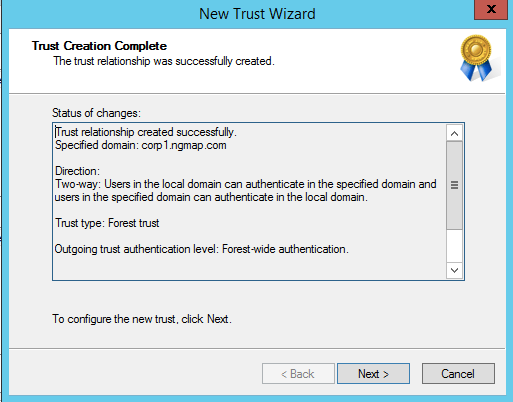 New Trust Wizard
x
Trust Creation Complete
The trust relationship was successfully created.
Status of changes:
Trust relationship created successfully.
Specified domain: corp1.ngmap.com
Direction:
Two-way: Users in the local domain can authenticate in the specified domain and
users in the specified domain can authenticate in the local domain.
Trust type: Forest trust
Outgoing trust authentication level: Forest-wide authentication.
To configure the new trust, click Next.
< Back
Next >
Cancel